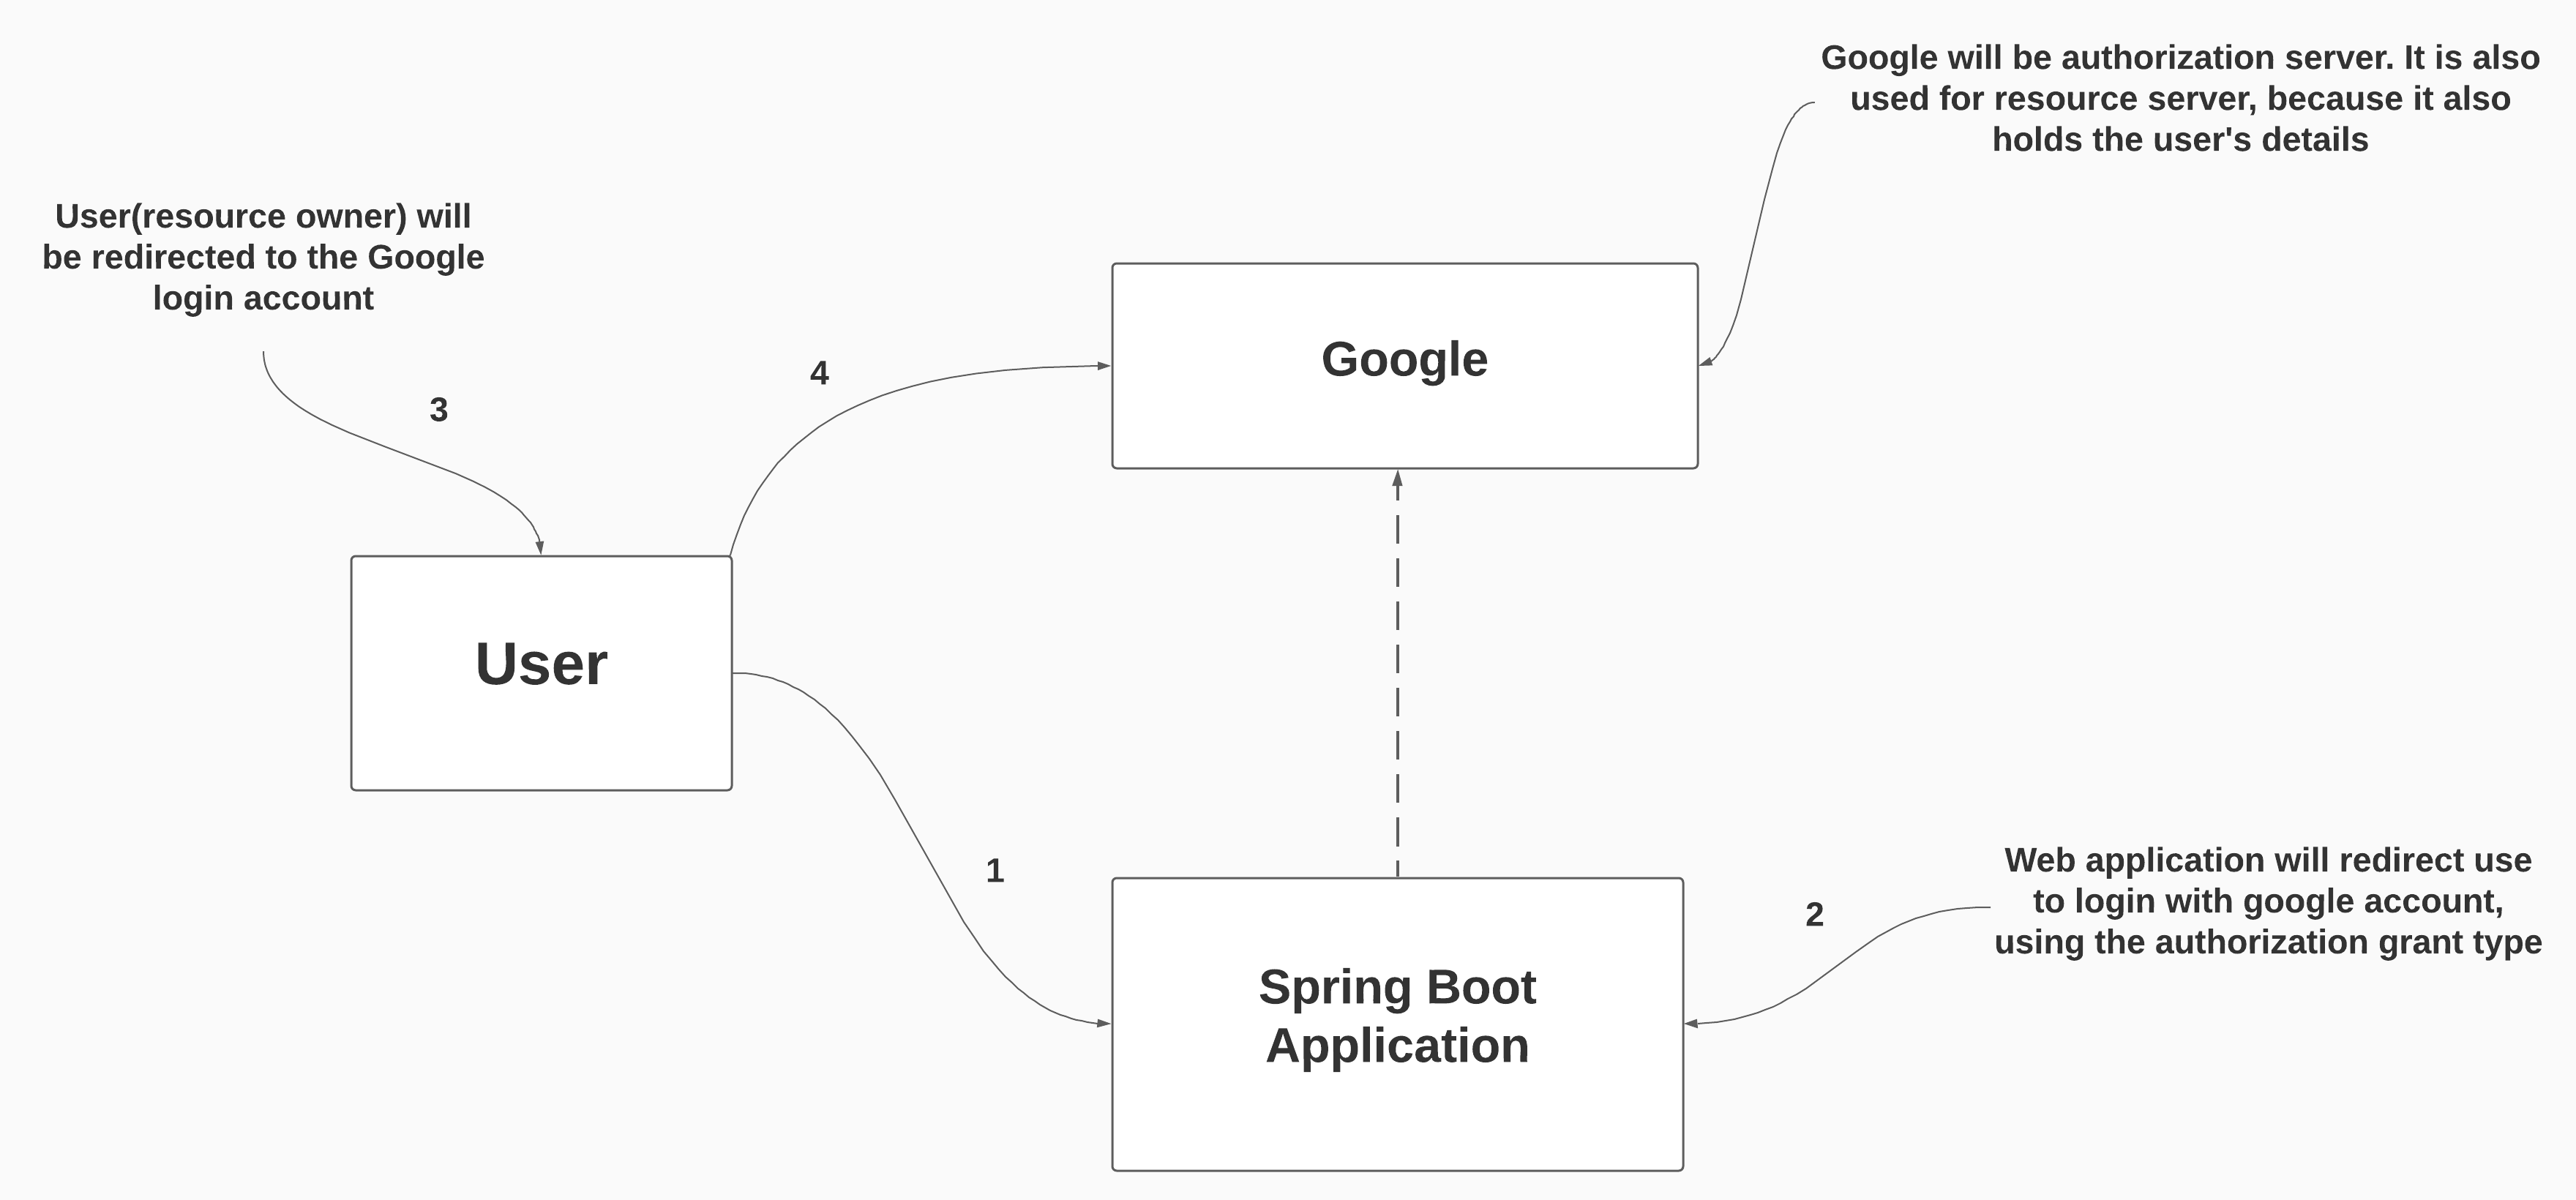 Google will be authorization server. It is also
used for resource server, because it also
holds the user's details
User(resource owner) will
be redirected to the Google
login account
3
4
Google
User
1
Spring Boot
Application
2
Web application will redirect use
to login with google account,
using the authorization grant type